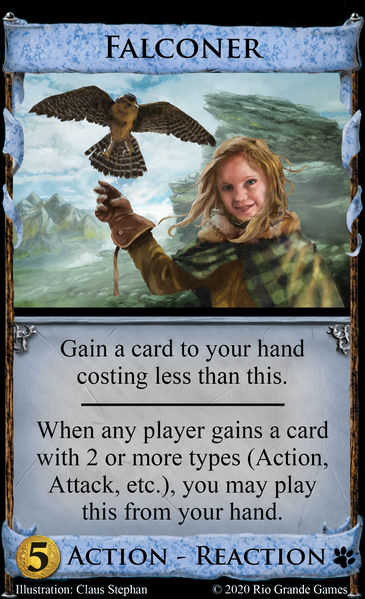 FALCONER
Gain a card to your hand
costing less than this.
When any player gains a card
with 2 or more types (Action,
Attack, etc.), you may play
this from your hand.
5 ACTION - REACTION
Illustration: Claus Stephan © 2020 Rio Grande Games